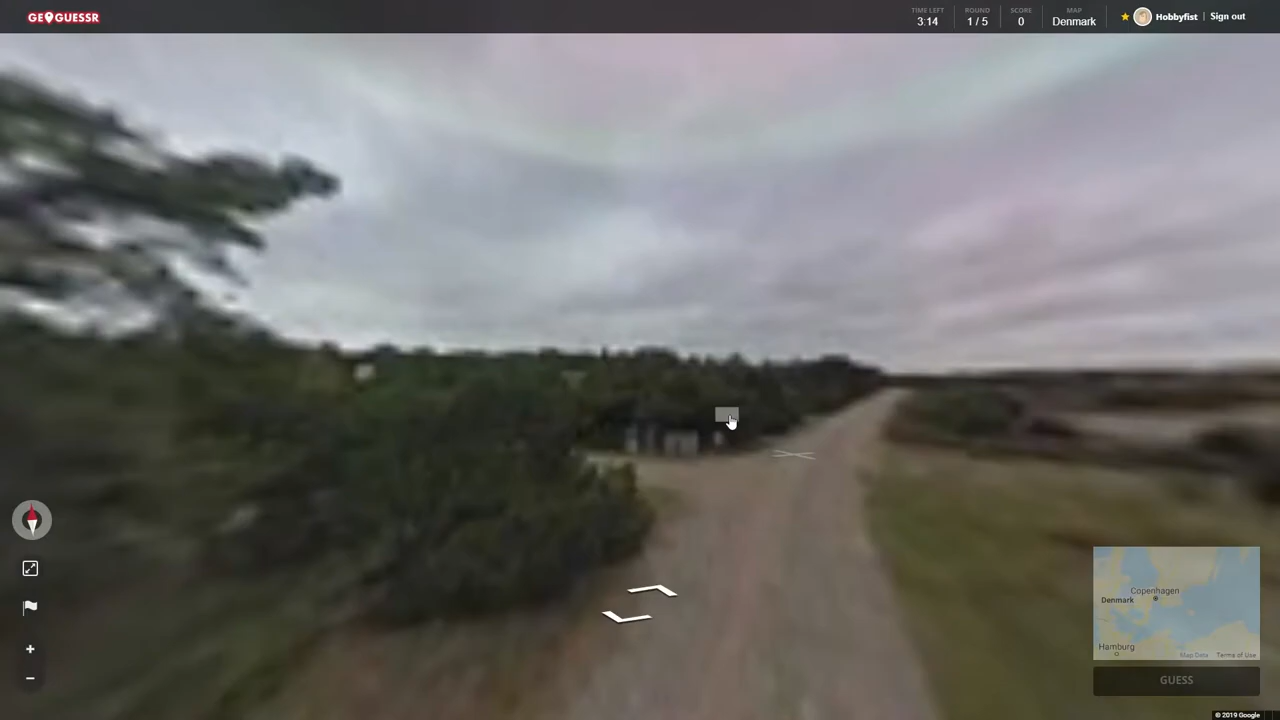 GEOGUESSR
TIME LEFT
3:14
ROUND
1 / 5
SCORE
0
MAP
Denmark
Hobbyfist
Sign out
Copenhagen
Denmark
Hamburg
Map Data
Terms of Use
GUESS
© 2019 Google